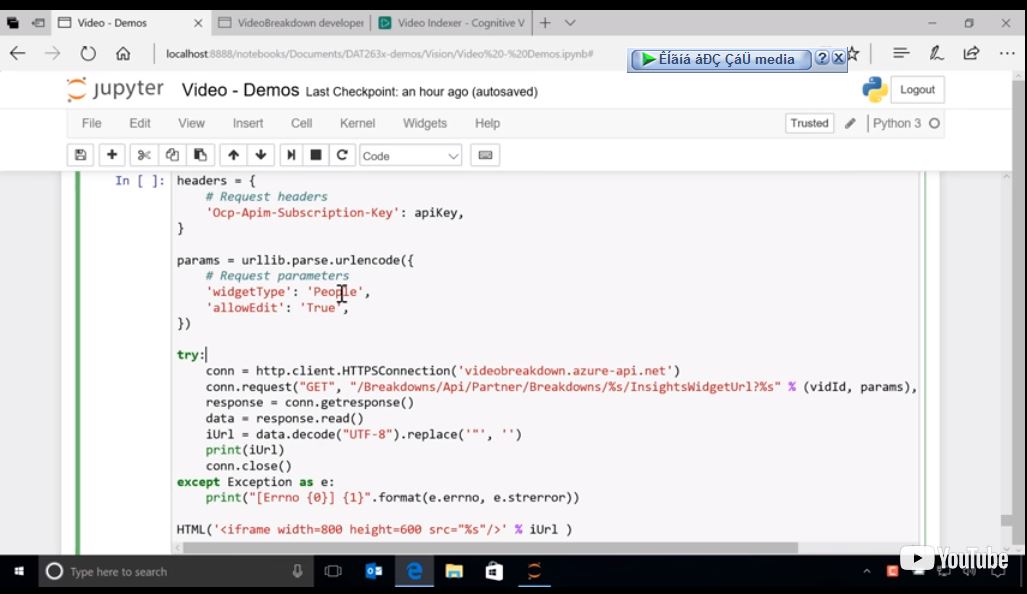 Video - Demos
VideoBreakdown developer
Video Indexer - Cognitive V
localhost:8888/notebooks/Documents/DAT263x-demos/Vision/Video%20-%20Demos.ipynb#
ÊÍãíá åÐÇ ÇáÜ media
jupyter Video - Demos Last Checkpoint: an hour ago (autosaved)
Logout
File Edit View Insert Cell Kernel Widgets Help
Trusted
Python 3
Code
In [ ]: headers = {
# Request headers
'Ocp-Apim-Subscription-Key': apiKey,
}
params = urllib.parse.urlencode({
# Request parameters
'widgetType': 'People',
'allowEdit': 'True',
})
try:
conn = http.client.HTTPSConnection('videobreakdown.azure-api.net')
conn.request("GET", "/Breakdowns/Api/Partner/Breakdowns/%s/InsightsWidgetUrl?%s" % (vidId, params),
response = conn.getresponse()
data = response.read()
iUrl = data.decode("UTF-8").replace('"', '')
print(iUrl)
conn.close()
except Exception as e:
print("[Errno {0}] {1}".format(e.errno, e.strerror))
HTML('<iframe width=800 height=600 src="%s"/>' % iUrl )
YouTube
Type here to search